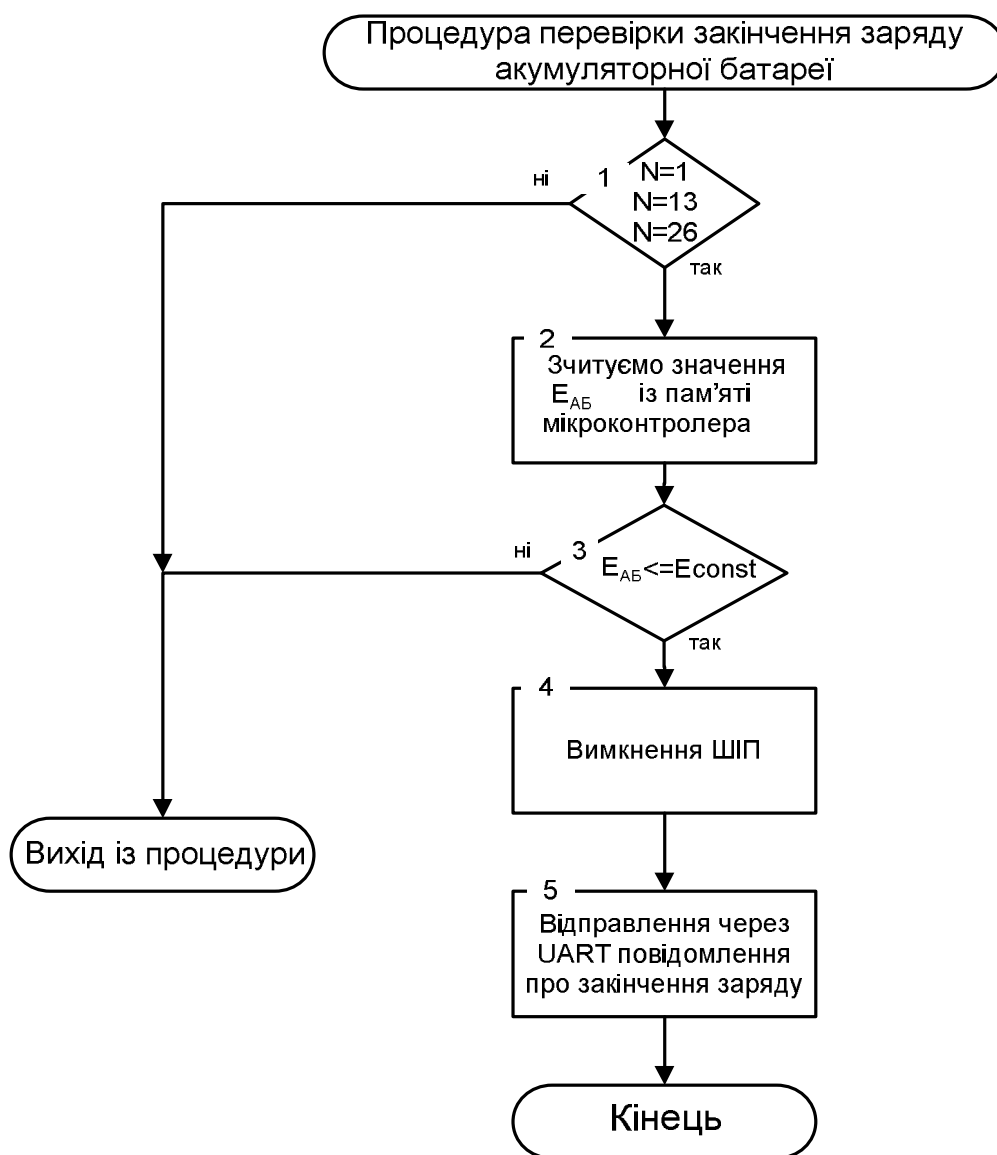 Процедура перевірки закінчення заряду
акумуляторної батареї
ні
1
N=1
N=13
N=26
так
2
Зчитуємо значення
EАБ із пам'яті
мікроконтролера
ні
3
EАБ<=Econst
так
4
Вимкнення ШІП
Вихід із процедури
5
Відправлення через
UART повідомлення
про закінчення заряду
Кінець